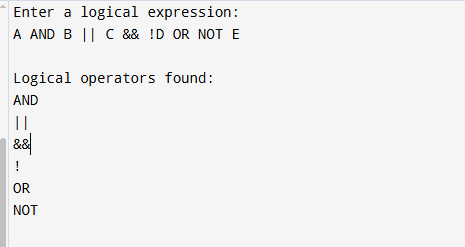 Enter a logical expression:
A AND B || C && !D OR NOT E
Logical operators found:
AND
||
&&
!
OR
NOT